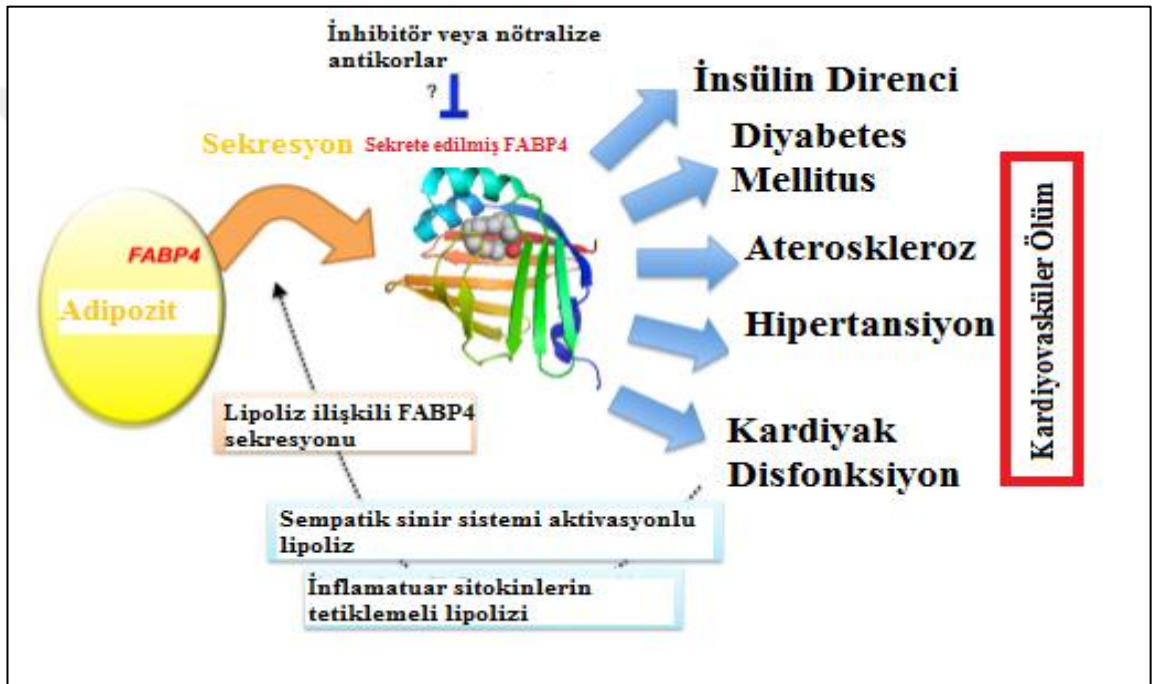 İnhibitör veya nötralize
antikorlar
?
Sekresyon
Sekrete edilmiş FABP4
FABP4
Adipozit
İnsülin Direnci
Diyabetes
Mellitus
Ateroskleroz
Hipertansiyon
Kardiyak
Disfonksiyon
Kardiyovasküler Ölüm
Lipoliz ilişkili FABP4
sekresyonu
Sempatik sinir sistemi aktivasyonlu
lipoliz
İnflamatuar sitokinlerin
tetiklemeli lipolizi